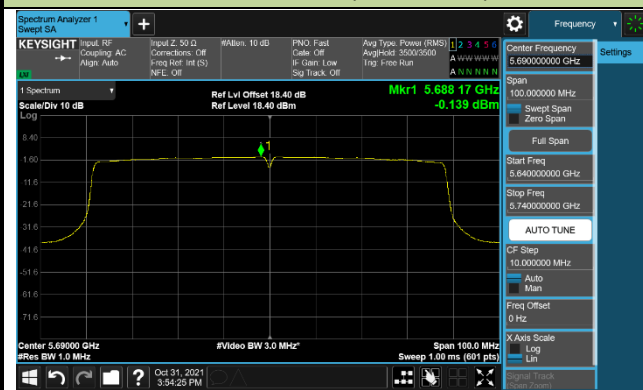 Spectrum Analyzer 1
Swept SA
+
Frequency
KEYSIGHT
Input: RF
Coupling: AC
Align: Auto
Input Z: 50 Ω
Corrections: Off
Freq Ref: Int (S)
NFE: Off
#Atten: 10 dB
PNO: Fast
Gate: Off
IF Gain: Low
Sig Track: Off
Avg Type: Power (RMS)
Avg|Hold: 3500/3500
Trig: Free Run
1 2 3 4 5 6
A W W W W W
A N N N N N
Center Frequency
5.690000000 GHz
Settings
Span
100.000000 MHz
Swept Span
Zero Span
Full Span
Start Freq
5.640000000 GHz
Stop Freq
5.740000000 GHz
AUTO TUNE
CF Step
10.000000 MHz
Auto
Man
Freq Offset
0 Hz
X Axis Scale
Log
Lin
Signal Track
(Span Zoom)
1 Spectrum
Scale/Div 10 dB
Log
Ref Lvl Offset 18.40 dB
Ref Level 18.40 dBm
Mkr1 5.688 17 GHz
-0.139 dBm
1
8.40
-1.60
-11.6
-21.6
-31.6
-41.6
-51.6
-61.6
-71.6
Center 5.69000 GHz
#Res BW 1.0 MHz
#Video BW 3.0 MHz*
Span 100.0 MHz
Sweep 1.00 ms (601 pts)
?
Oct 31, 2021
3:54:25 PM